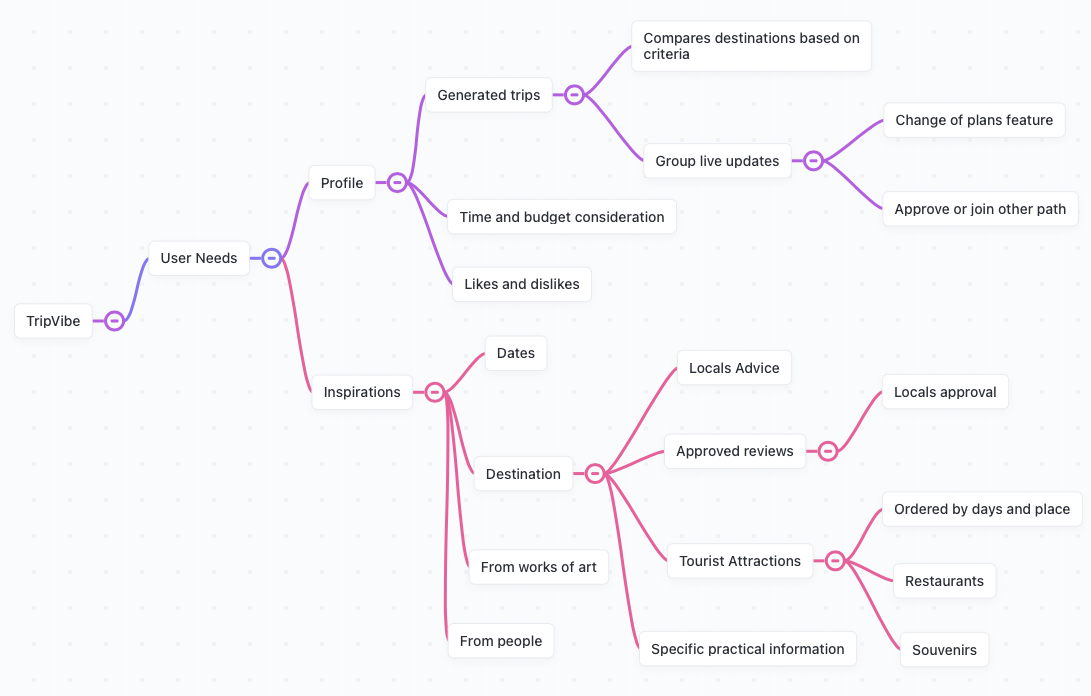 Compares destinations based on
criteria
Generated trips
Change of plans feature
Group live updates
Profile
Approve or join other path
Time and budget consideration
User Needs
Likes and dislikes
TripVibe
Dates
Locals Advice
Inspirations
Locals approval
Approved reviews
Destination
Ordered by days and place
Tourist Attractions
From works of art
Restaurants
From people
Specific practical information
Souvenirs